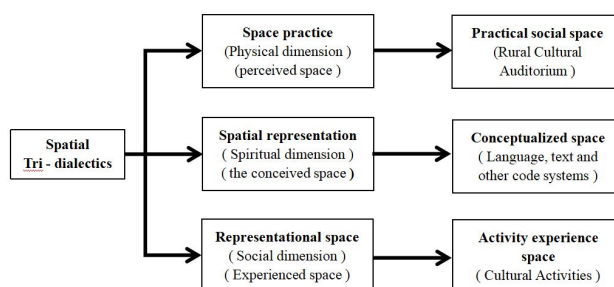 Space practice
(Physical dimension )
(perceived space )
Practical social space
(Rural Cultural
Auditorium )
Spatial
Tri - dialectics
Spatial representation
( Spiritual dimension )
( the conceived space )
Conceptualized space
( Language, text and
other code systems )
Representational space
( Social dimension )
( Experienced space )
Activity experience
space
( Cultural Activities )